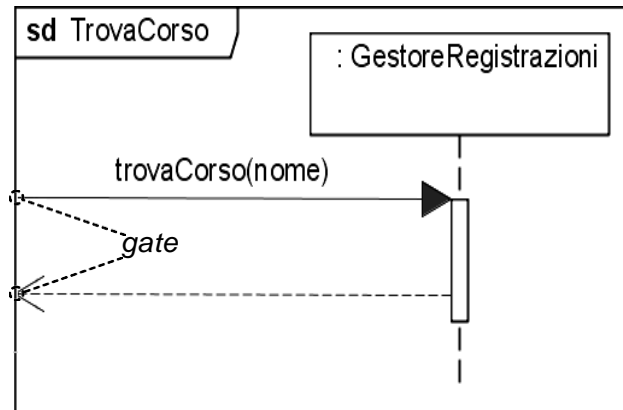 sd TrovaCorso
: GestoreRegistrazioni
trovaCorso(nome)
gate